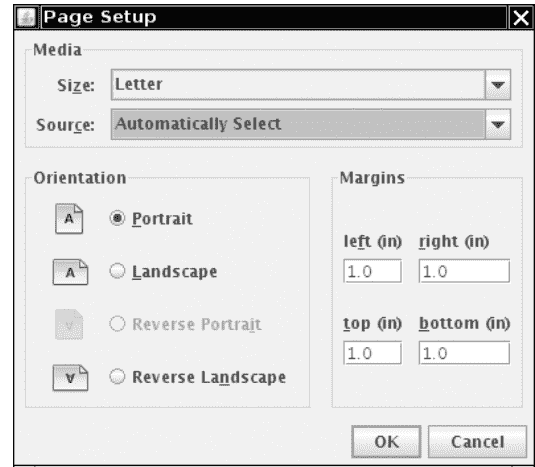 Page Setup
Media
Size: Letter
Source: Automatically Select
Orientation
A Portrait
A Landscape
A Reverse Portrait
A Reverse Landscape
Margins
left (in) right (in)
1.0 1.0
top (in) bottom (in)
1.0 1.0
OK Cancel